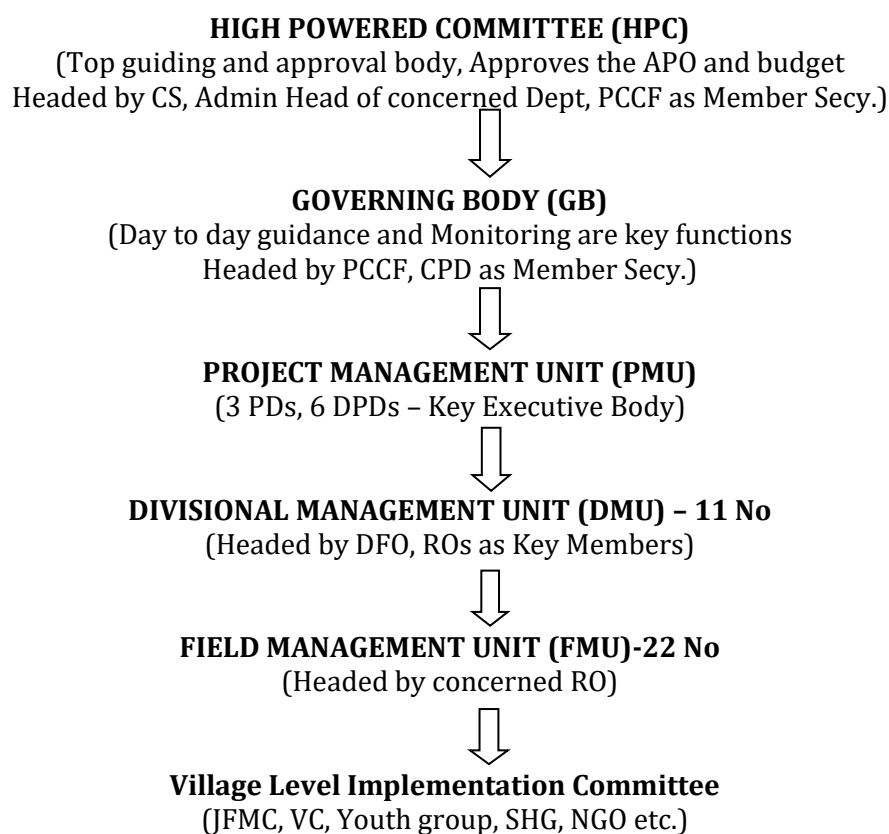 HIGH POWERED COMMITTEE (HPC)
(Top guiding and approval body, Approves the APO and budget
Headed by CS, Admin Head of concerned Dept, PCCF as Member Secy.)
GOVERNING BODY (GB)
(Day to day guidance and Monitoring are key functions
Headed by PCCF, CPD as Member Secy.)
PROJECT MANAGEMENT UNIT (PMU)
(3 PDs, 6 DPDs – Key Executive Body)
DIVISIONAL MANAGEMENT UNIT (DMU) – 11 No
(Headed by DFO, ROs as Key Members)
FIELD MANAGEMENT UNIT (FMU)-22 No
(Headed by concerned RO)
Village Level Implementation Committee
(JFMC, VC, Youth group, SHG, NGO etc.)